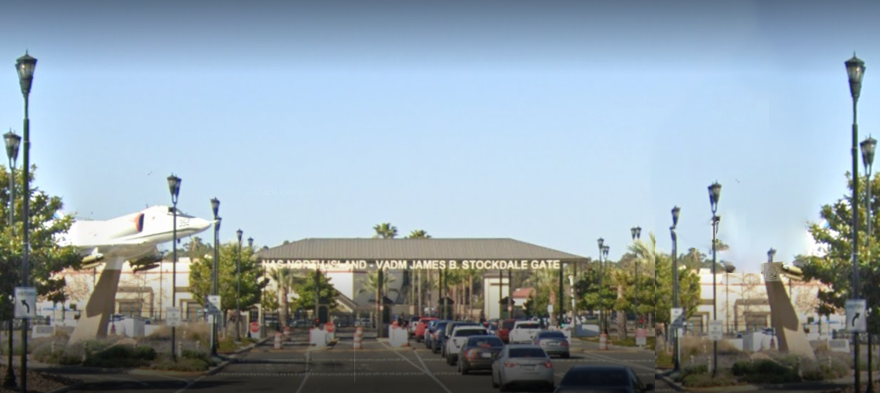 NAS NORTH ISLAND - VADM JAMES B. STOCKDALE GATE